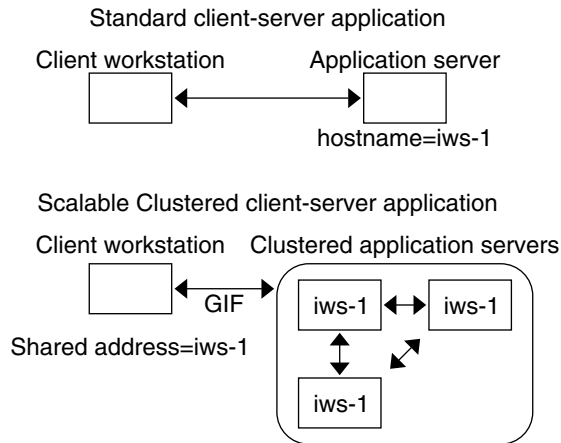 Standard client-server application
Client workstation
Application server
hostname=iws-1
Scalable Clustered client-server application
Client workstation
Clustered application servers
GIF
iws-1
iws-1
Shared address=iws-1
iws-1